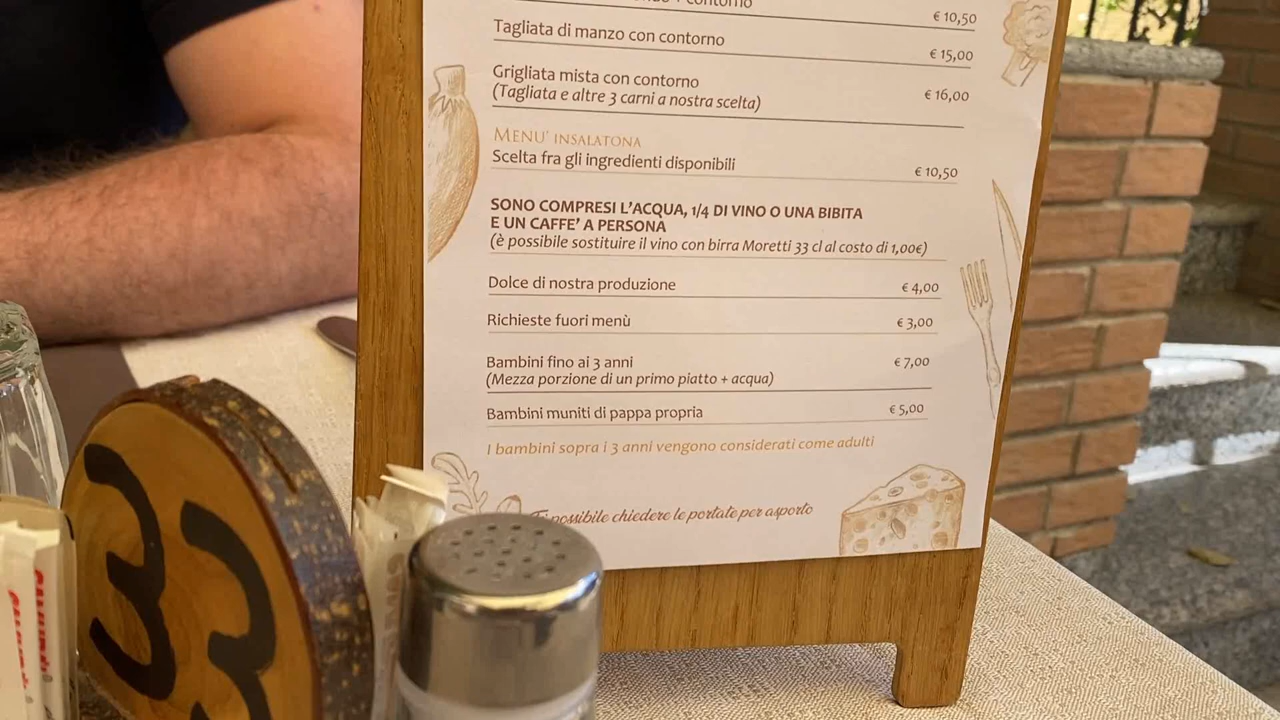 contorno € 10,50
Tagliata di manzo con contorno € 15,00
Grigliata mista con contorno € 16,00
(Tagliata e altre 3 carni a nostra scelta)
MENU' INSALATONA
Scelta fra gli ingredienti disponibili € 10,50
SONO COMPRESI L'ACQUA, 1/4 DI VINO O UNA BIBITA
E UN CAFFE' A PERSONA
(è possibile sostituire il vino con birra Moretti 33 cl al costo di 1,00€)
Dolce di nostra produzione € 4,00
Richieste fuori menù € 3,00
Bambini fino ai 3 anni € 7,00
(Mezza porzione di un primo piatto + acqua)
Bambini muniti di pappa propria € 5,00
I bambini sopra i 3 anni vengono considerati come adulti
possibile chiedere le portate per asporto
33